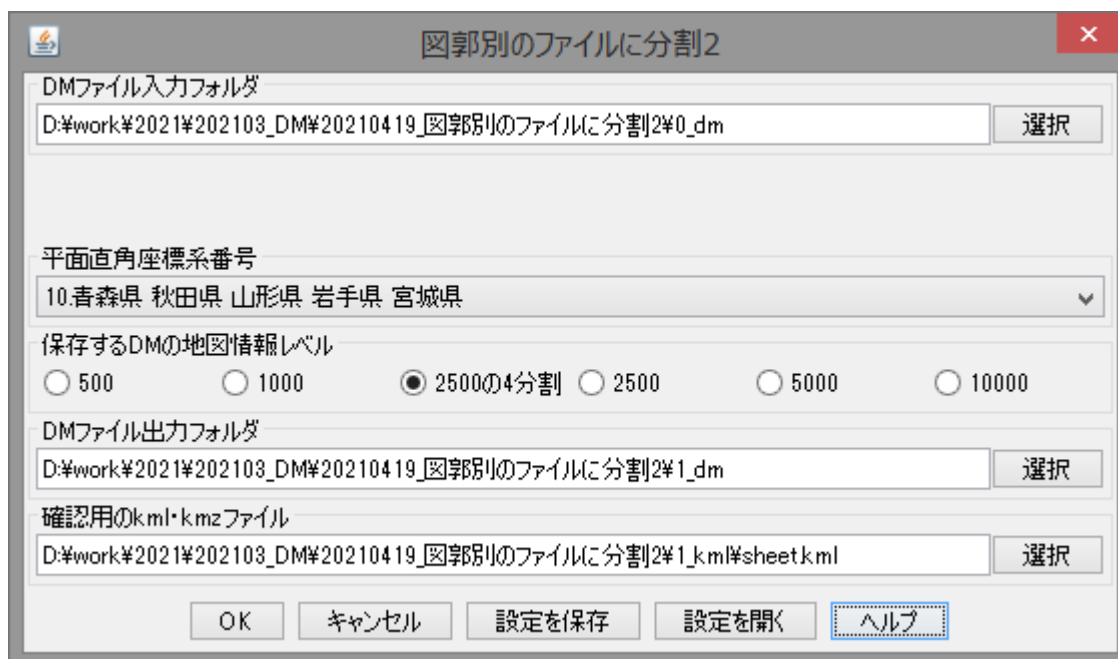 図郭別のファイルに分割2
DMファイル入力フォルダ
D:¥work¥2021¥202103_DM¥20210419_図郭別のファイルに分割2¥0_dm
選択
平面直角座標系番号
10.青森県 秋田県 山形県 岩手県 宮城県
保存するDMの地図情報レベル
500 1000 2500の4分割 2500 5000 10000
DMファイル出力フォルダ
D:¥work¥2021¥202103_DM¥20210419_図郭別のファイルに分割2¥1_dm
選択
確認用のkml・kmzファイル
D:¥work¥2021¥202103_DM¥20210419_図郭別のファイルに分割2¥1_kml¥sheet.kml
選択
OK キャンセル 設定を保存 設定を開く ヘルプ